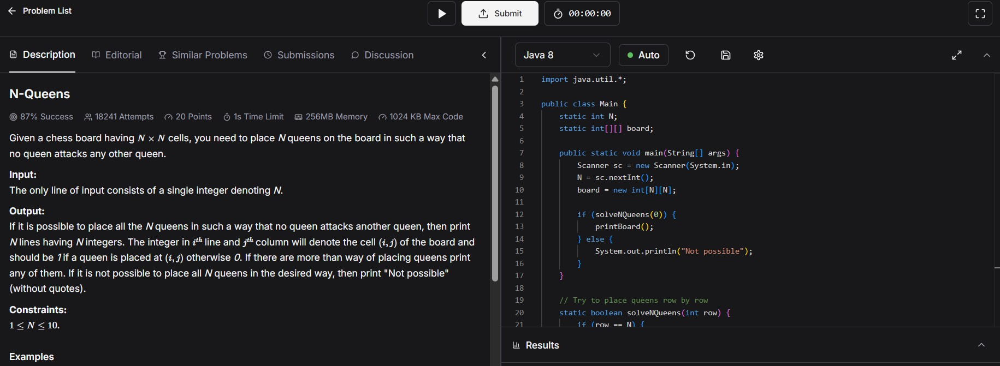 Problem List
Submit
00:00:00
Description
Editorial
Similar Problems
Submissions
Discussion
N-Queens
87% Success
18241 Attempts
20 Points
1s Time Limit
256MB Memory
1024 KB Max Code
Given a chess board having N × N cells, you need to place N queens on the board in such a way that
no queen attacks any other queen.
Input:
The only line of input consists of a single integer denoting N.
Output:
If it is possible to place all the N queens in such a way that no queen attacks another queen, then print
N lines having N integers. The integer in iᵗʰ line and jᵗʰ column will denote the cell (i, j) of the board and
should be 1 if a queen is placed at (i, j) otherwise 0. If there are more than way of placing queens print
any of them. If it is not possible to place all N queens in the desired way, then print "Not possible"
(without quotes).
Constraints:
1 ≤ N ≤ 10.
Examples
Java 8
Auto
1 import java.util.*;
2
3 public class Main {
4 static int N;
5 static int[][] board;
6
7 public static void main(String[] args) {
8 Scanner sc = new Scanner(System.in);
9 N = sc.nextInt();
10 board = new int[N][N];
11
12 if (solveNQueens(0)) {
13 printBoard();
14 } else {
15 System.out.println("Not possible");
16 }
17 }
18
19 // Try to place queens row by row
20 static boolean solveNQueens(int row) {
21 if (row == N) {
Results